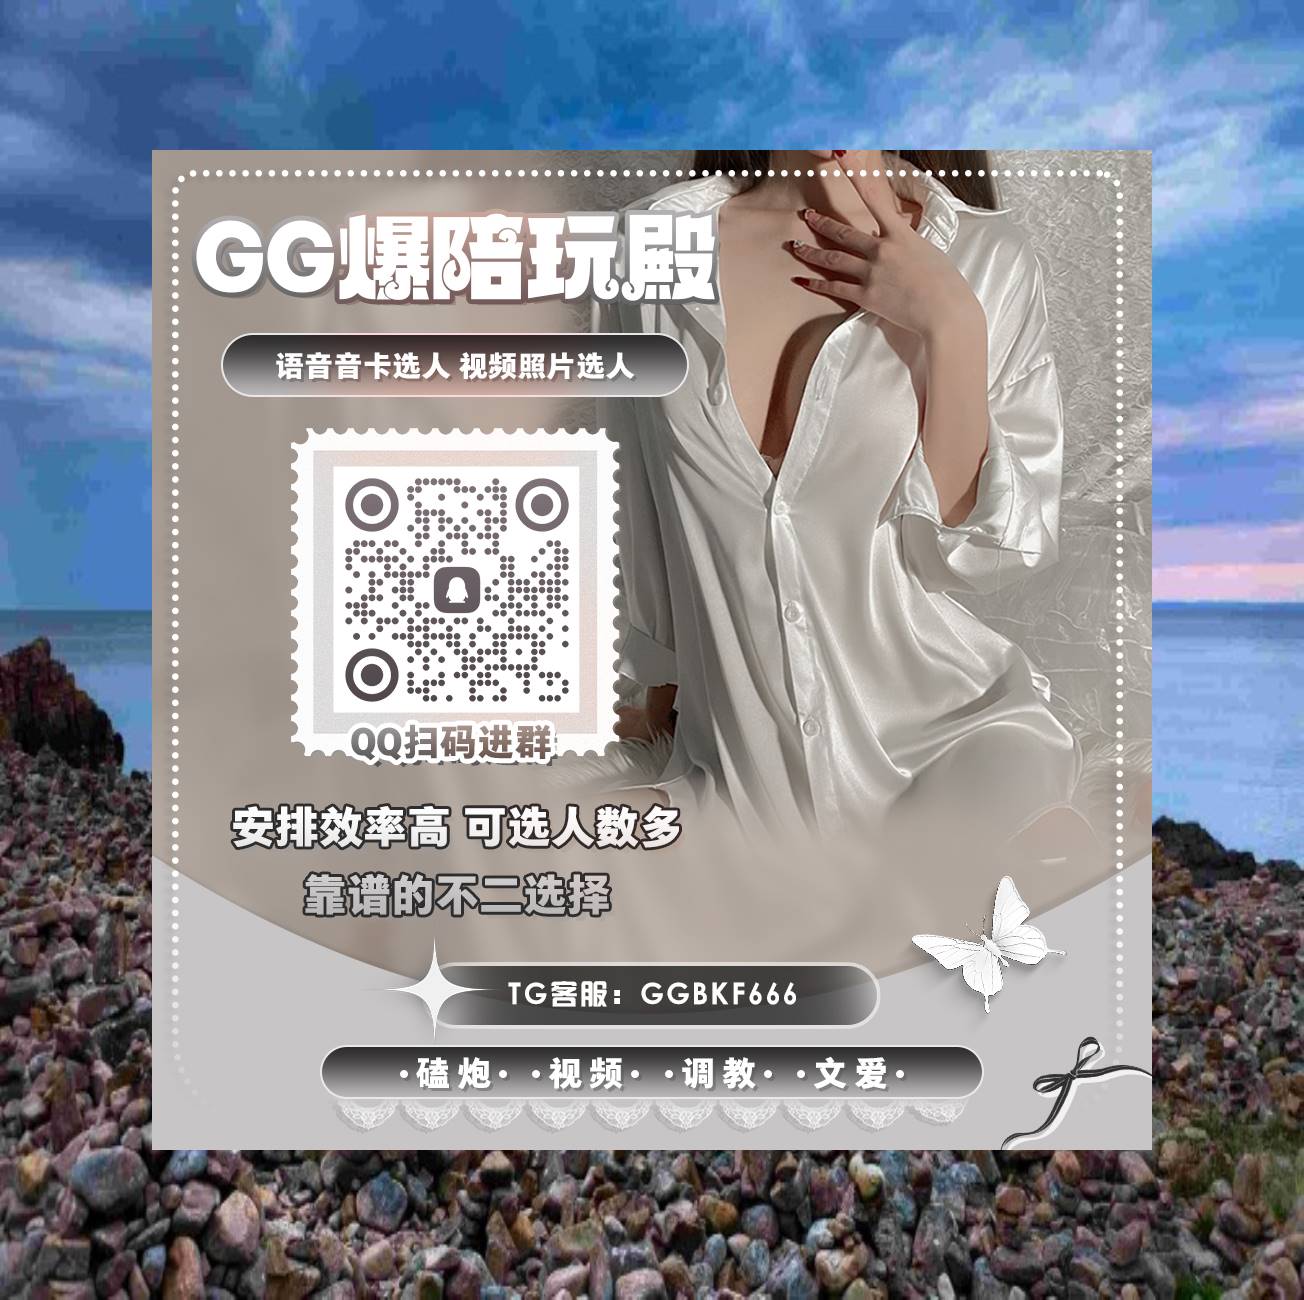 GG爆陪玩殿
语音音卡选人 视频照片选人
QQ扫码进群
安排效率高 可选人数多
靠谱的不二选择
TG客服：GGBKF666
·磕炮· ·视频· ·调教· ·文爱·